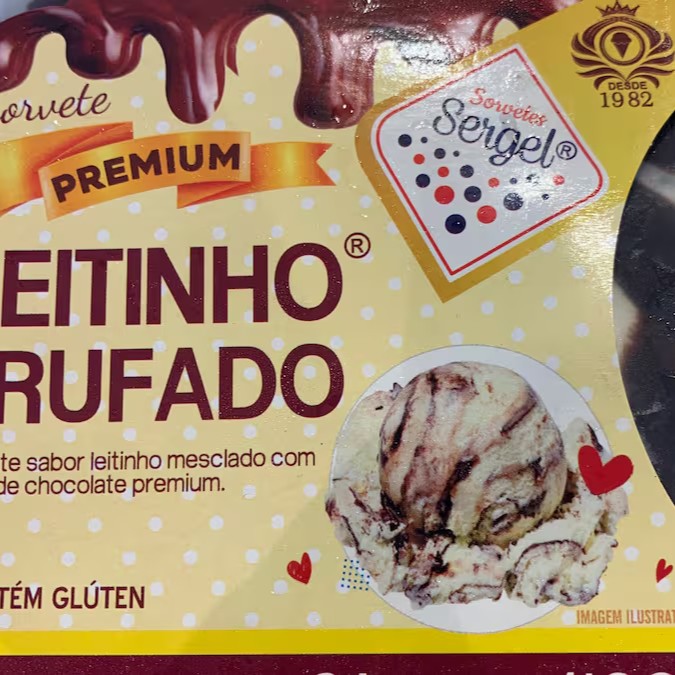 orvete
PREMIUM
Sorvetes
Sergel®
DESDE
1982
EITINHO®
RUFADO
te sabor leitinho mesclado com
de chocolate premium.
TÉM GLÚTEN
IMAGEM ILUSTRAT